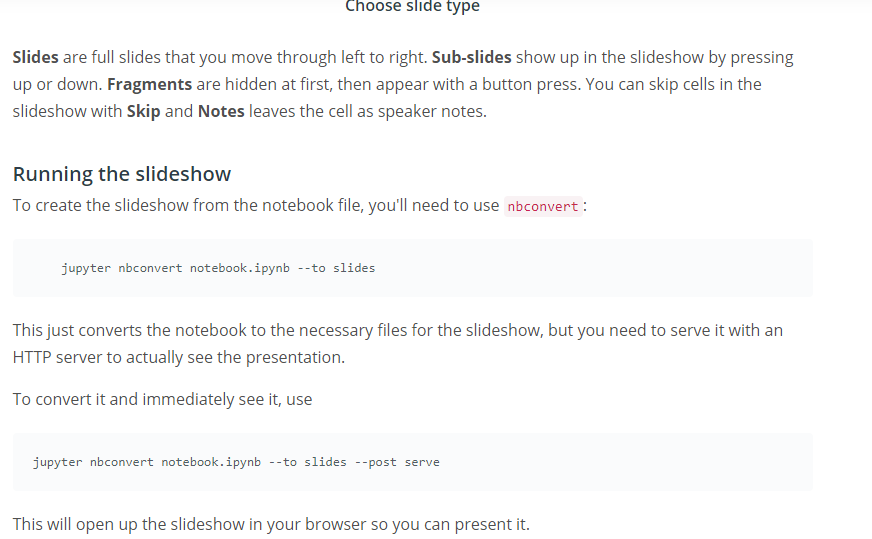 Choose slide type
Slides are full slides that you move through left to right. Sub-slides show up in the slideshow by pressing
up or down. Fragments are hidden at first, then appear with a button press. You can skip cells in the
slideshow with Skip and Notes leaves the cell as speaker notes.
Running the slideshow
To create the slideshow from the notebook file, you'll need to use nbconvert:
jupyter nbconvert notebook.ipynb --to slides
This just converts the notebook to the necessary files for the slideshow, but you need to serve it with an
HTTP server to actually see the presentation.
To convert it and immediately see it, use
jupyter nbconvert notebook.ipynb --to slides --post serve
This will open up the slideshow in your browser so you can present it.